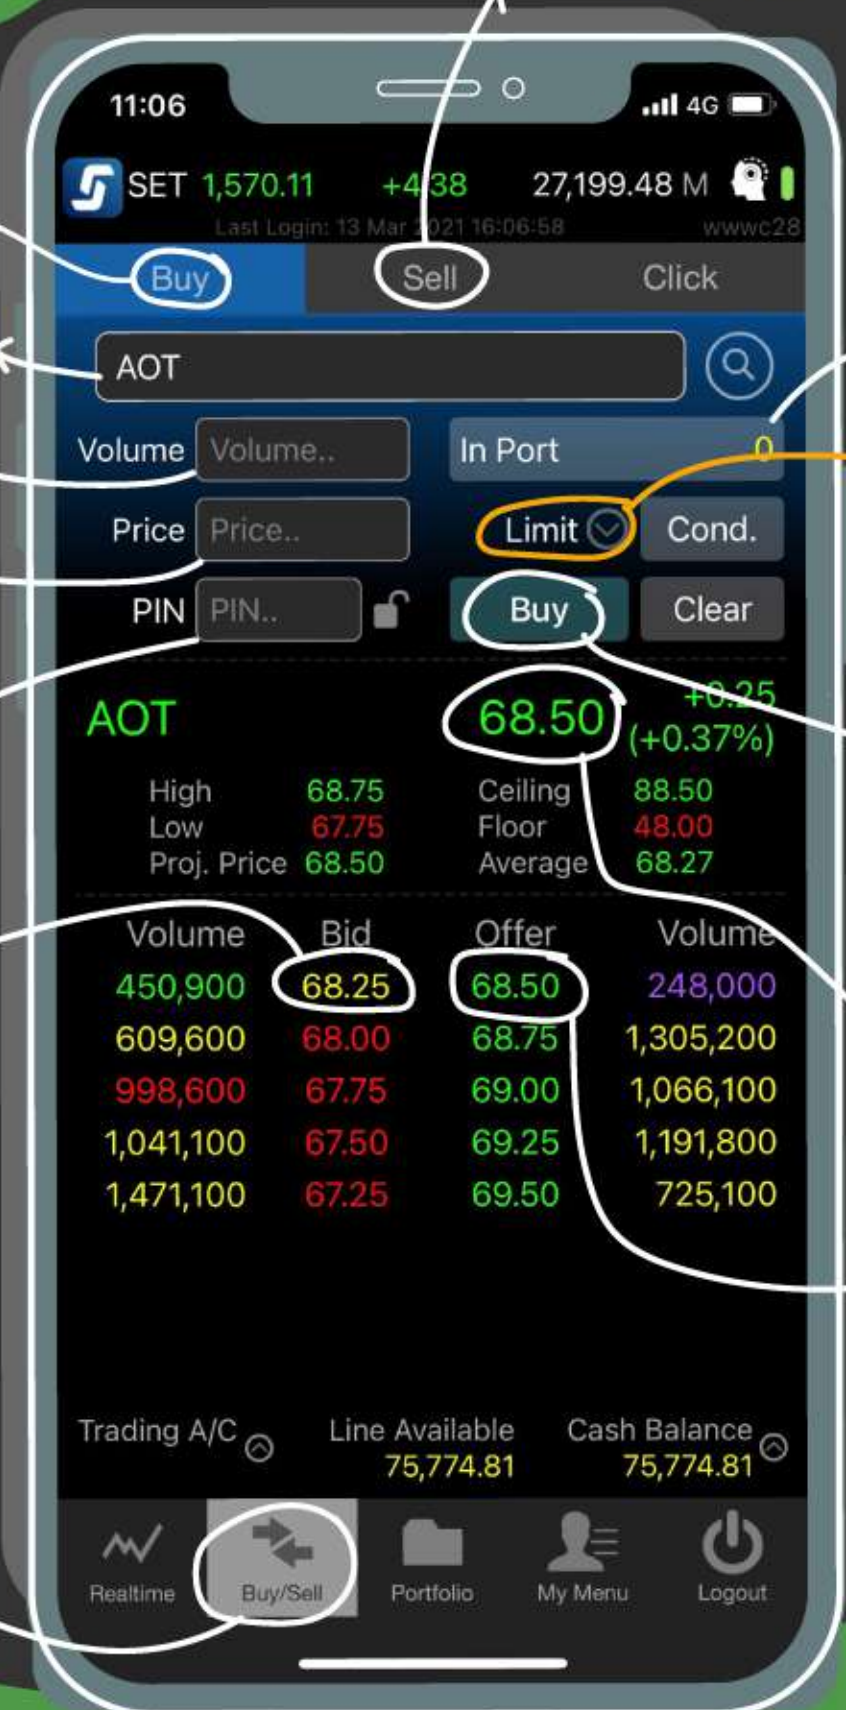 11:06 4G
SET 1,570.11 +4.38 27,199.48 M
Last Login: 13 Mar 2021 16:06:58 wwwc28
Buy Sell Click
AOT
Volume Volume.. In Port 0
Price Price.. Limit Cond.
PIN PIN.. Buy Clear
AOT 68.50 +0.25
(+0.37%)
High 68.75 Ceiling 88.50
Low 67.75 Floor 48.00
Proj. Price 68.50 Average 68.27
Volume Bid Offer Volume
450,900 68.25 68.50 248,000
609,600 68.00 68.75 1,305,200
998,600 67.75 69.00 1,066,100
1,041,100 67.50 69.25 1,191,800
1,471,100 67.25 69.50 725,100
Trading A/C Line Available Cash Balance
75,774.81 75,774.81
Realtime Buy/Sell Portfolio My Menu Logout